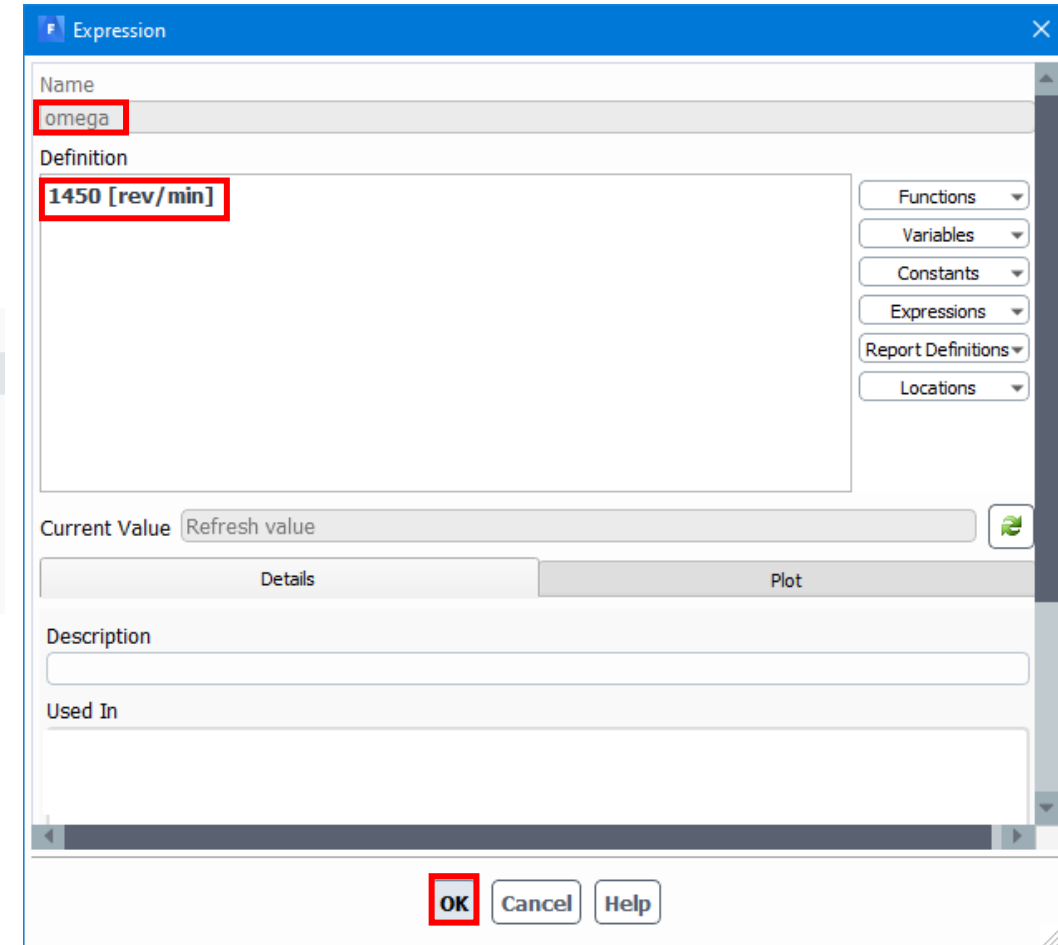 Expression
Name
omega
Definition
1450 [rev/min]
Functions
Variables
Constants
Expressions
Report Definitions
Locations
Current Value Refresh value
Details Plot
Description
Used In
OK Cancel Help